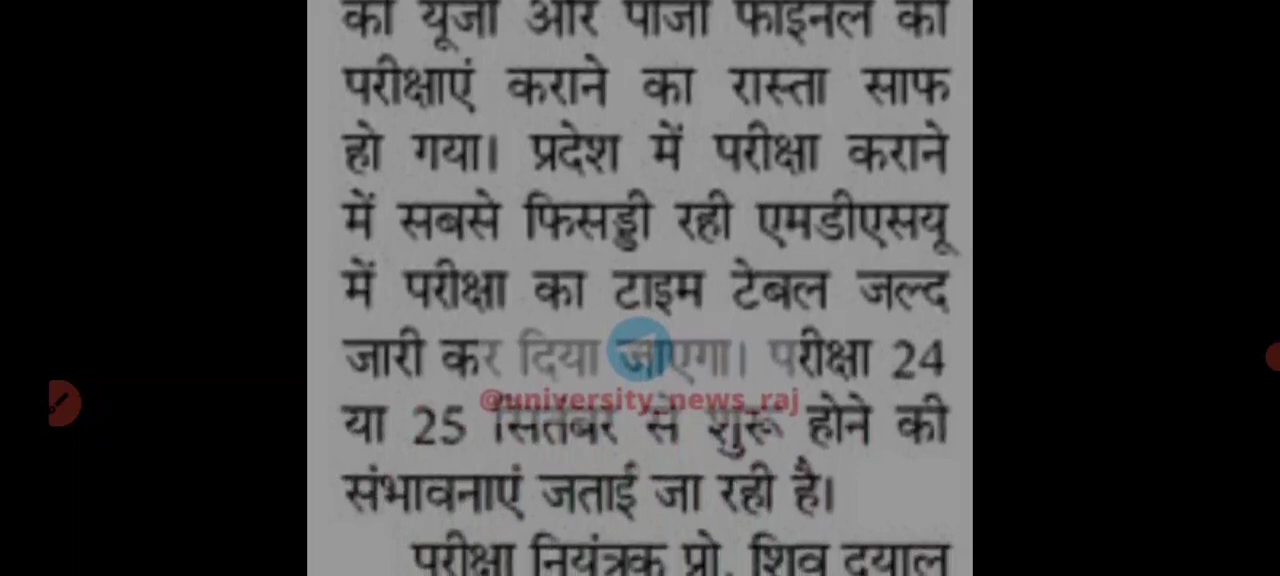 की यूजी और पीजी फाइनल की
परीक्षाएं कराने का रास्ता साफ
हो गया। प्रदेश में परीक्षा कराने
में सबसे फिसड्डी रही एमडीएसयू
में परीक्षा का टाइम टेबल जल्द
जारी कर दिया जाएगा। परीक्षा 24
@university_news_raj
या 25 सितंबर से शुरू होने की
संभावनाएं जताई जा रही है।
परीक्षा नियंत्रक प्रो. शिव दयाल